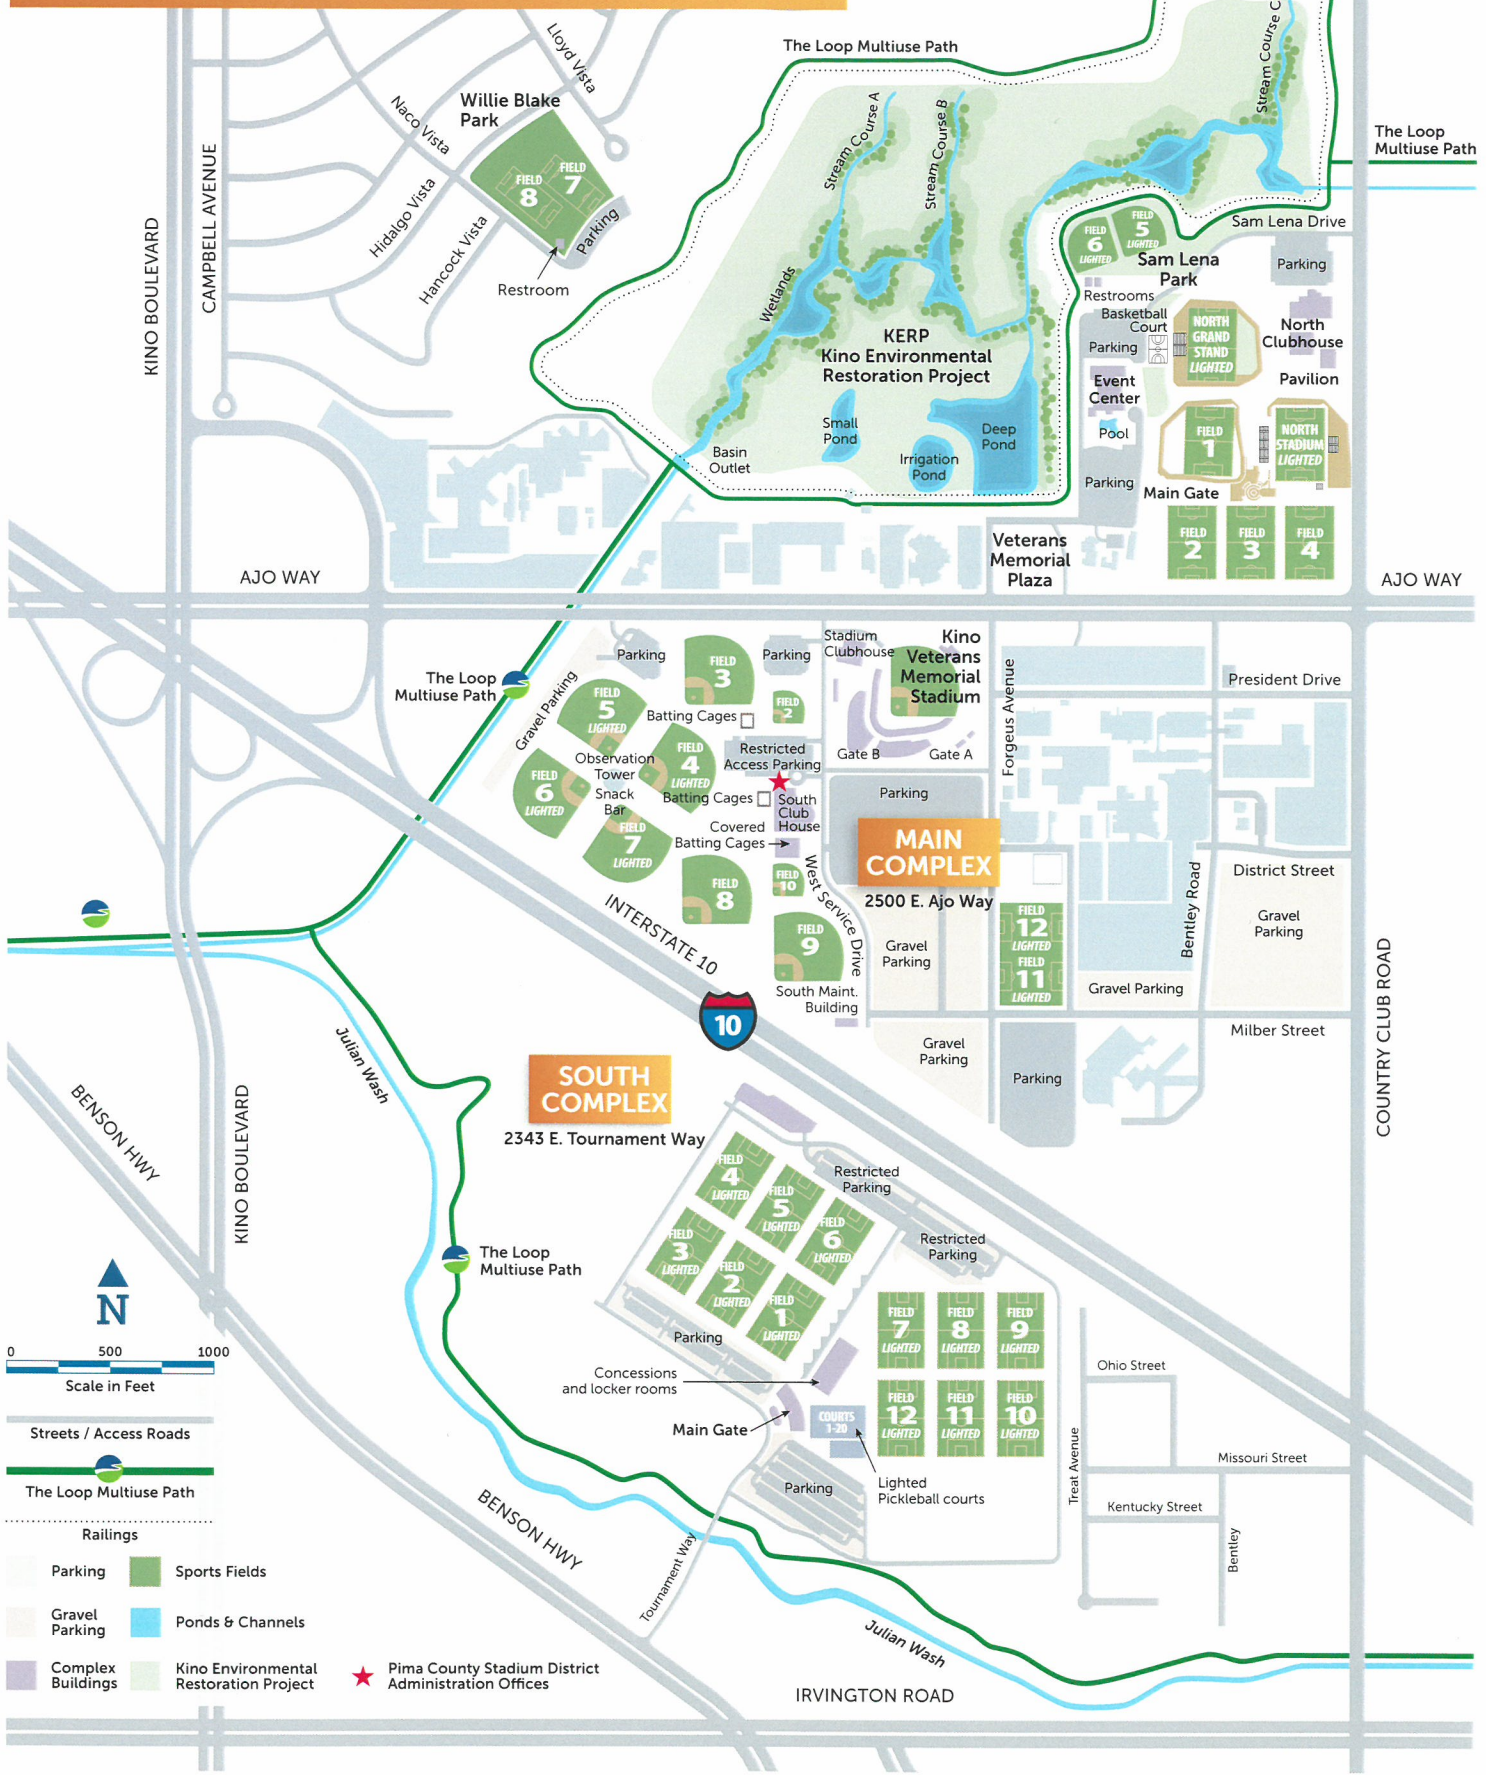 The Loop Multiuse Path
Stream Course C
Lloyd Vista
Willie Blake
Park
Naco Vista
FIELD
7
FIELD
8
Parking
Restroom
Hidalgo Vista
Hancock Vista
KINO BOULEVARD
CAMPBELL AVENUE
Stream Course A
Stream Course B
Wetlands
The Loop
Multiuse Path
Sam Lena Drive
FIELD
5
LIGHTED
FIELD
6
LIGHTED
Sam Lena
Park
Parking
Restrooms
Basketball
Court
Parking
NORTH
GRAND
STAND
LIGHTED
North
Clubhouse
Pavilion
KERP
Kino Environmental
Restoration Project
Event
Center
Pool
Small
Pond
Deep
Pond
Irrigation
Pond
Basin
Outlet
FIELD
1
NORTH
STADIUM
LIGHTED
Parking
Main Gate
FIELD
2
FIELD
3
FIELD
4
Veterans
Memorial
Plaza
AJO WAY
AJO WAY
Stadium
Clubhouse
Kino
Veterans
Memorial
Stadium
Parking
FIELD
3
Parking
Forgeus Avenue
President Drive
The Loop
Multiuse Path
Gravel Parking
FIELD
5
LIGHTED
Batting Cages
FIELD
2
Gate B
Gate A
Observation
Tower
FIELD
4
LIGHTED
Restricted
Access Parking
FIELD
6
LIGHTED
Snack
Bar
Batting Cages
South
Club
House
Parking
FIELD
7
LIGHTED
Covered
Batting Cages
MAIN
COMPLEX
2500 E. Ajo Way
West Service Drive
FIELD
8
FIELD
10
INTERSTATE 10
FIELD
9
Gravel
Parking
FIELD
12
LIGHTED
FIELD
11
LIGHTED
Bentley Road
District Street
Gravel
Parking
Gravel Parking
South Maint.
Building
10
Milber Street
Gravel
Parking
Parking
COUNTRY CLUB ROAD
Julian Wash
SOUTH
COMPLEX
2343 E. Tournament Way
BENSON HWY
KINO BOULEVARD
Restricted
Parking
FIELD
4
LIGHTED
FIELD
5
LIGHTED
FIELD
6
LIGHTED
Restricted
Parking
FIELD
3
LIGHTED
FIELD
2
LIGHTED
FIELD
1
LIGHTED
The Loop
Multiuse Path
Parking
FIELD
7
LIGHTED
FIELD
8
LIGHTED
FIELD
9
LIGHTED
Concessions
and locker rooms
Main Gate
COURTS
1-20
FIELD
12
LIGHTED
FIELD
11
LIGHTED
FIELD
10
LIGHTED
Ohio Street
Treat Avenue
Missouri Street
Parking
Lighted
Pickleball courts
Kentucky Street
Bentley
BENSON HWY
Tournament Way
Julian Wash
IRVINGTON ROAD
N
0 500 1000
Scale in Feet
Streets / Access Roads
The Loop Multiuse Path
Railings
Parking
Sports Fields
Gravel
Parking
Ponds & Channels
Complex
Buildings
Kino Environmental
Restoration Project
Pima County Stadium District
Administration Offices